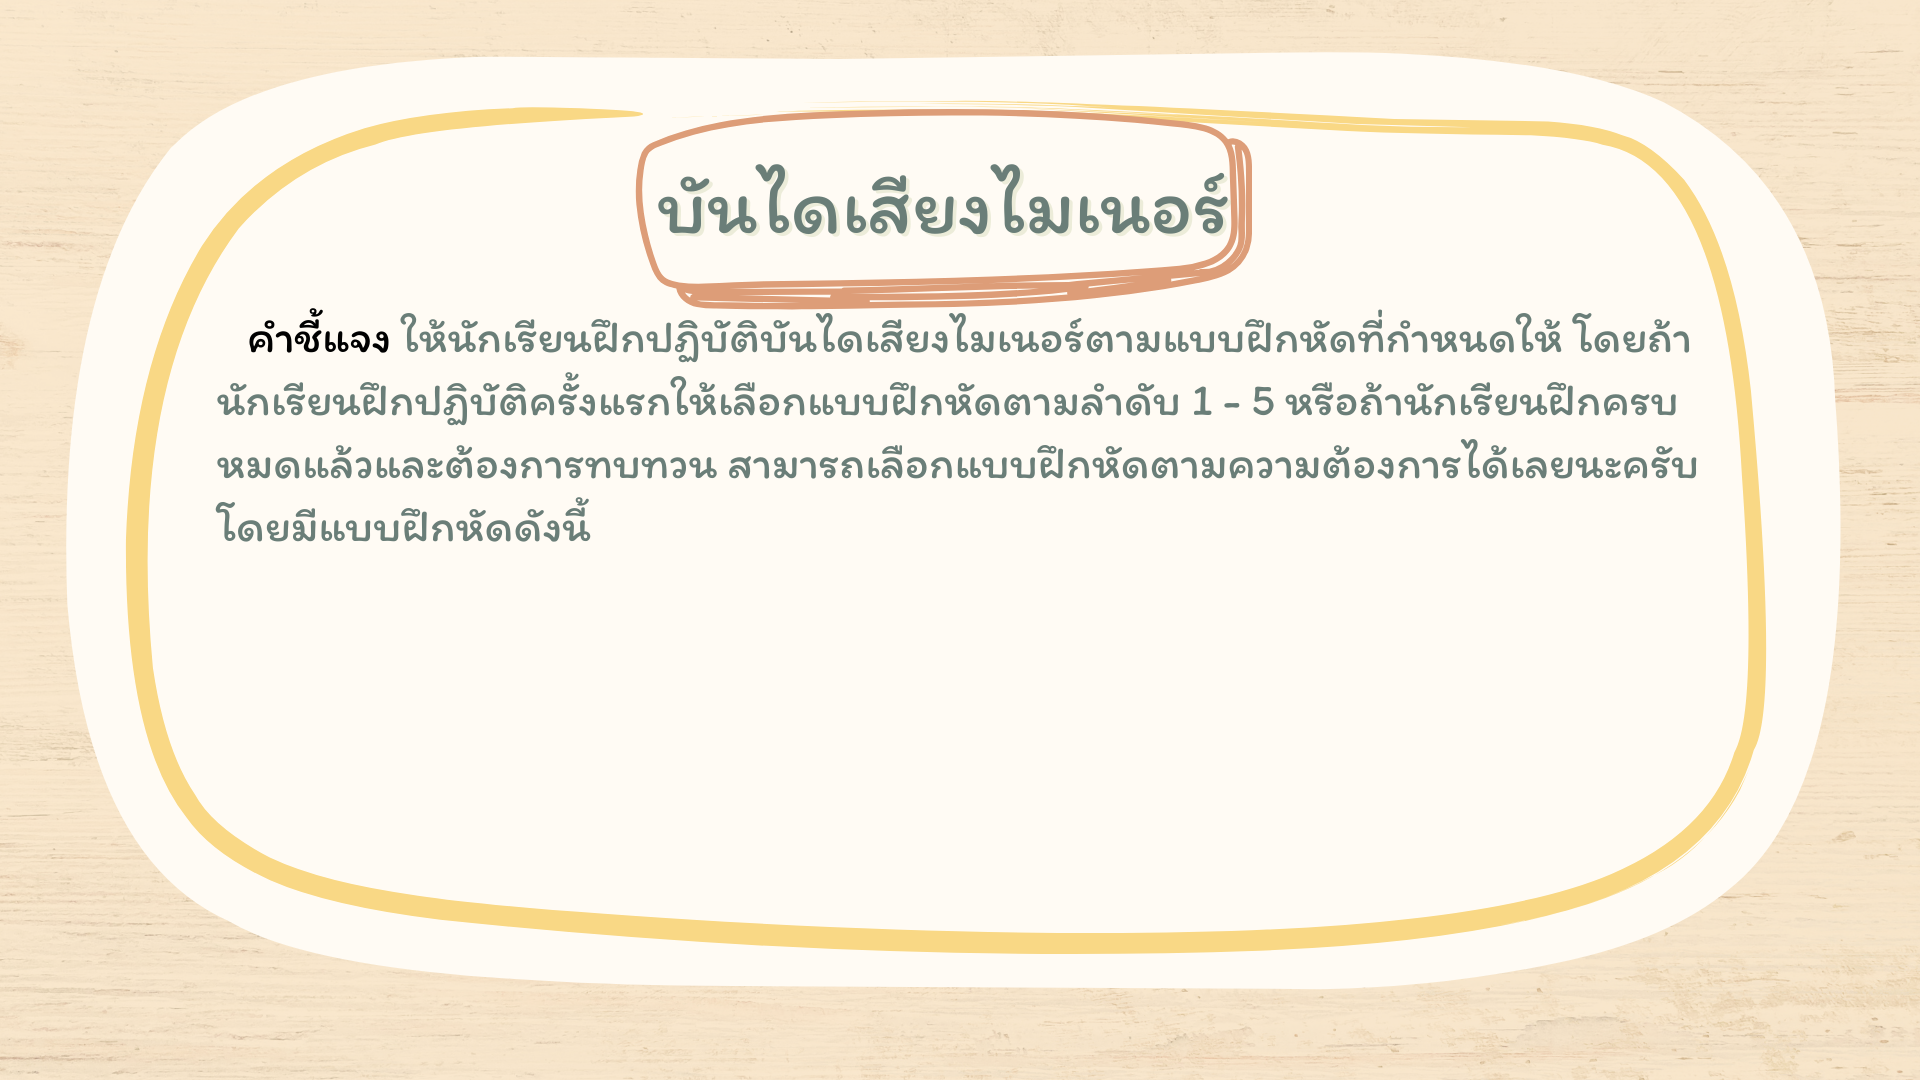 บันไดเสียงไมเนอร์
คำชี้แจง ให้นักเรียนฝึกปฏิบัติบันไดเสียงไมเนอร์ตามแบบฝึกหัดที่กำหนดให้ โดยถ้า
นักเรียนฝึกปฏิบัติครั้งแรกให้เลือกแบบฝึกหัดตามลำดับ 1 - 5 หรือถ้านักเรียนฝึกครบ
หมดแล้วและต้องการทบทวน สามารถเลือกแบบฝึกหัดตามความต้องการได้เลยนะครับ
โดยมีแบบฝึกหัดดังนี้